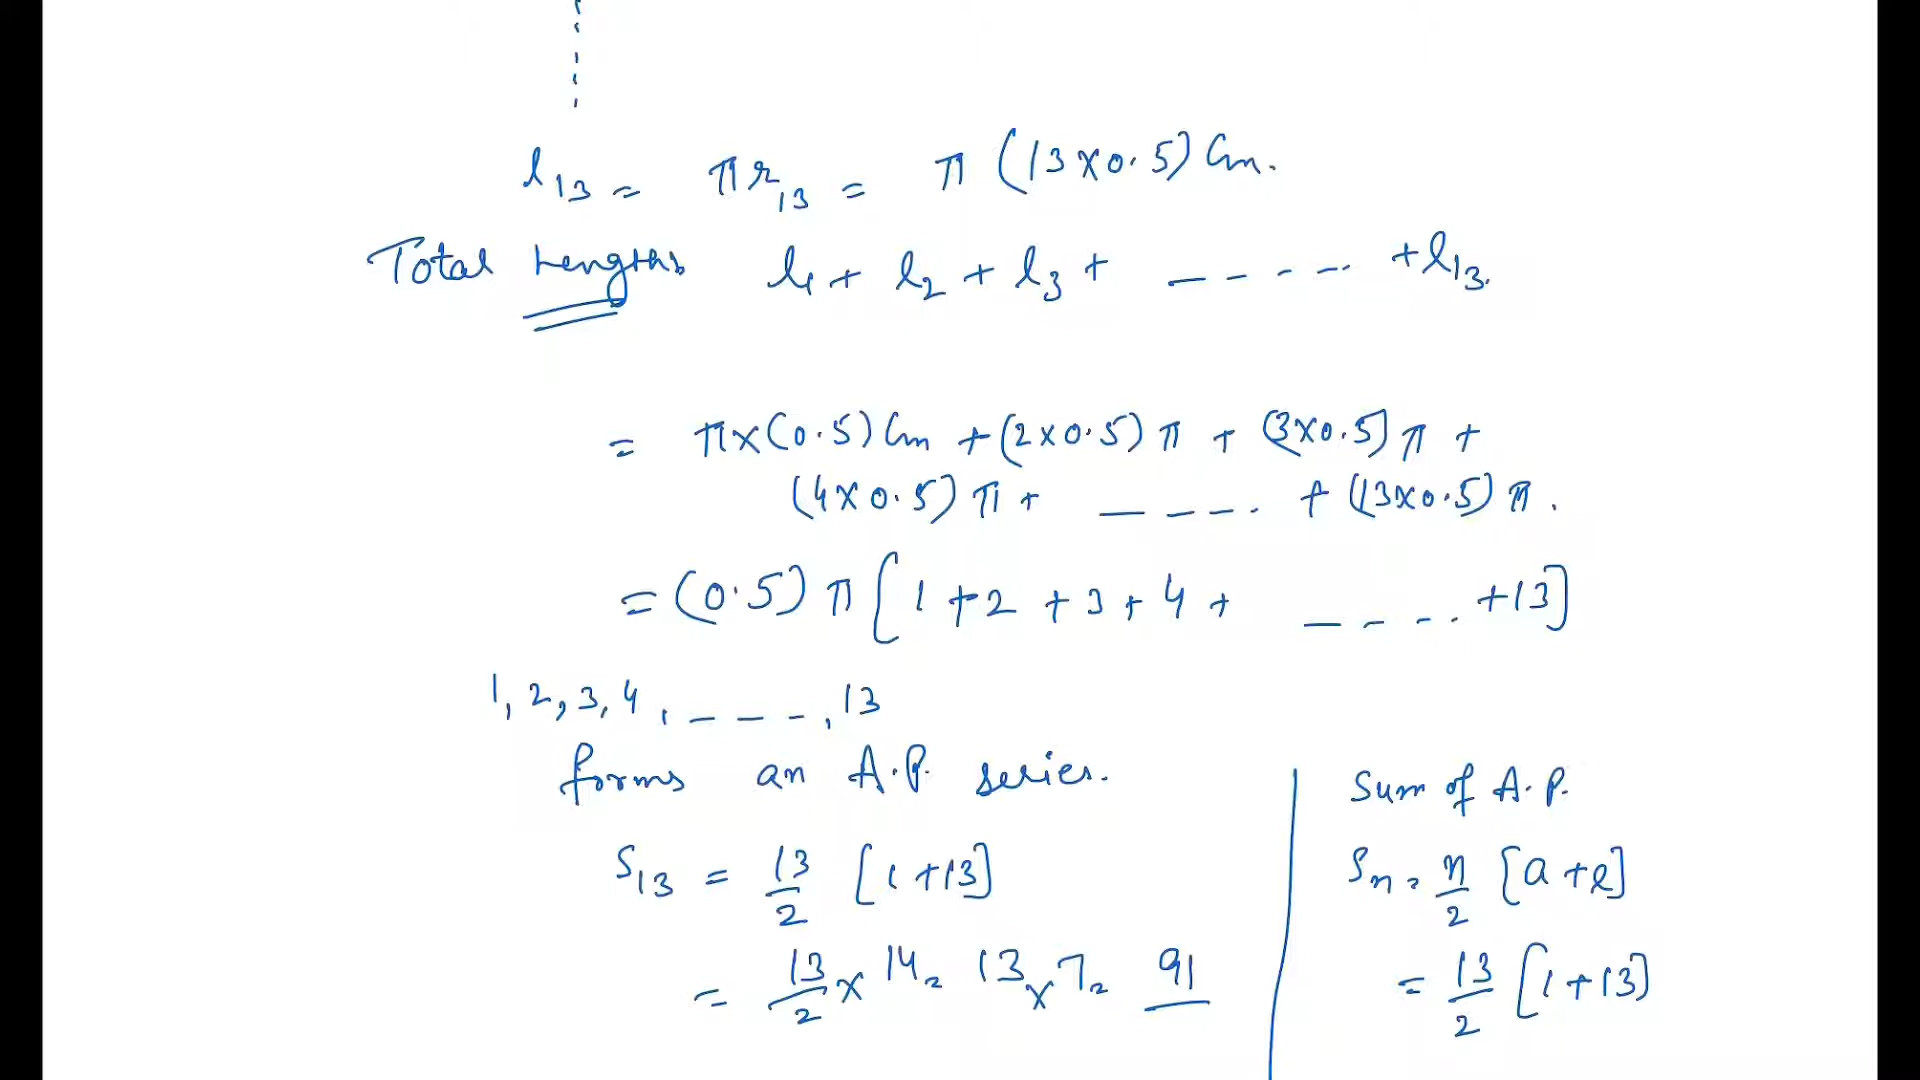 l₁₃ = πr₁₃ = π (13×0.5) Cm.
Total Lengths l₁ + l₂ + l₃ + ----- + l₁₃.
= π×(0.5) Cm + (2×0.5) π + (3×0.5) π +
(4×0.5) π + ----. + (13×0.5) π.
= (0.5) π [1 + 2 + 3 + 4 + ----. +13]
1, 2, 3, 4, ----, 13
forms an A.P. series.
S₁₃ = 13/2 [1+13]
= 13/2 × 14 = 13 × 7 = 91
Sum of A.P.
Sₙ = n/2 [a + l]
= 13/2 [1+13]